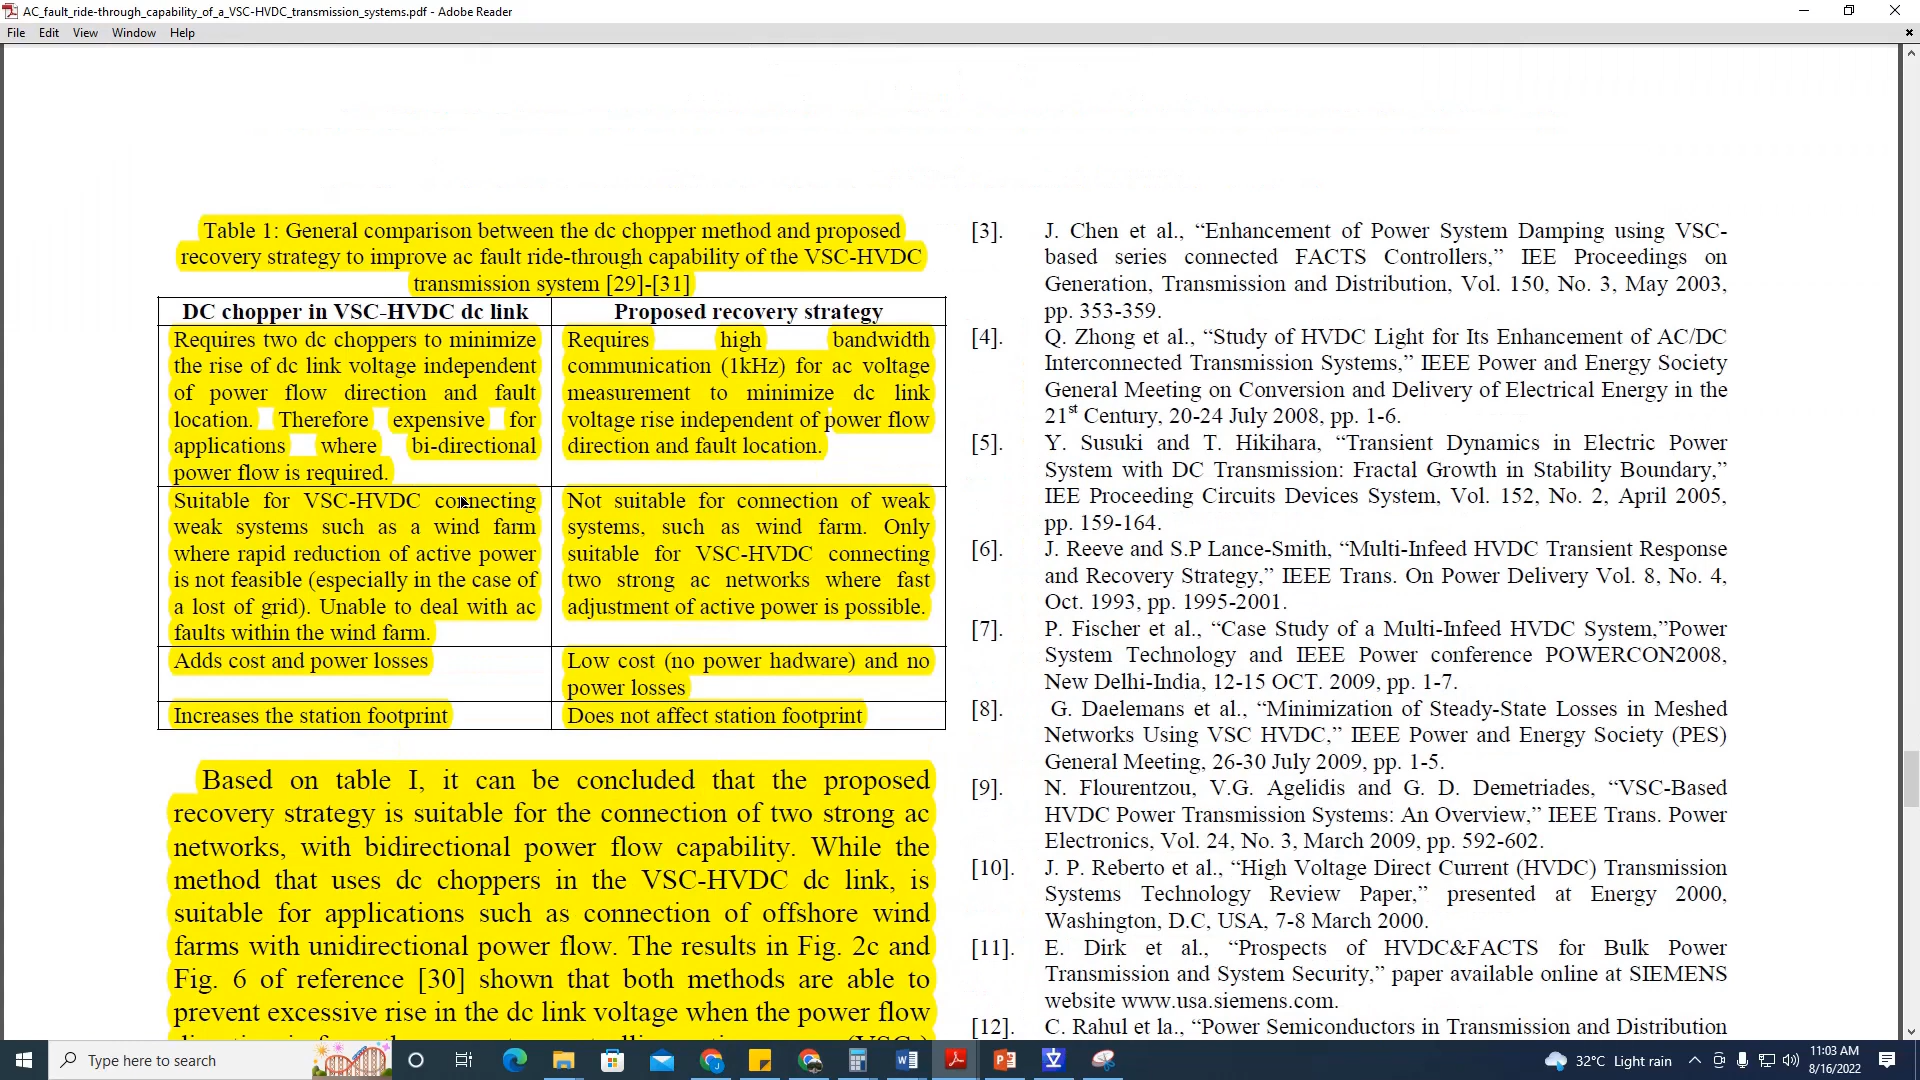 AC_fault_ride-through_capability_of_a_VSC-HVDC_transmission_systems.pdf - Adobe Reader
File Edit View Window Help
Table 1: General comparison between the dc chopper method and proposed
recovery strategy to improve ac fault ride-through capability of the VSC-HVDC
transmission system [29]-[31]
DC chopper in VSC-HVDC dc link
Requires two dc choppers to minimize
the rise of dc link voltage independent
of power flow direction and fault
location. Therefore expensive for
applications where bi-directional
power flow is required.
Proposed recovery strategy
Requires high bandwidth
communication (1kHz) for ac voltage
measurement to minimize dc link
voltage rise independent of power flow
direction and fault location.
Suitable for VSC-HVDC connecting
weak systems such as a wind farm
where rapid reduction of active power
is not feasible (especially in the case of
a lost of grid). Unable to deal with ac
faults within the wind farm.
Not suitable for connection of weak
systems, such as wind farm. Only
suitable for VSC-HVDC connecting
two strong ac networks where fast
adjustment of active power is possible.
Adds cost and power losses
Low cost (no power hadware) and no
power losses
Increases the station footprint
Does not affect station footprint
Based on table I, it can be concluded that the proposed
recovery strategy is suitable for the connection of two strong ac
networks, with bidirectional power flow capability. While the
method that uses dc choppers in the VSC-HVDC dc link, is
suitable for applications such as connection of offshore wind
farms with unidirectional power flow. The results in Fig. 2c and
Fig. 6 of reference [30] shown that both methods are able to
prevent excessive rise in the dc link voltage when the power flow
[3]. J. Chen et al., “Enhancement of Power System Damping using VSC-
based series connected FACTS Controllers,” IEE Proceedings on
Generation, Transmission and Distribution, Vol. 150, No. 3, May 2003,
pp. 353-359.
[4]. Q. Zhong et al., “Study of HVDC Light for Its Enhancement of AC/DC
Interconnected Transmission Systems,” IEEE Power and Energy Society
General Meeting on Conversion and Delivery of Electrical Energy in the
21st Century, 20-24 July 2008, pp. 1-6.
[5]. Y. Susuki and T. Hikihara, “Transient Dynamics in Electric Power
System with DC Transmission: Fractal Growth in Stability Boundary,”
IEE Proceeding Circuits Devices System, Vol. 152, No. 2, April 2005,
pp. 159-164.
[6]. J. Reeve and S.P Lance-Smith, “Multi-Infeed HVDC Transient Response
and Recovery Strategy,” IEEE Trans. On Power Delivery Vol. 8, No. 4,
Oct. 1993, pp. 1995-2001.
[7]. P. Fischer et al., “Case Study of a Multi-Infeed HVDC System,”Power
System Technology and IEEE Power conference POWERCON2008,
New Delhi-India, 12-15 OCT. 2009, pp. 1-7.
[8]. G. Daelemans et al., “Minimization of Steady-State Losses in Meshed
Networks Using VSC HVDC,” IEEE Power and Energy Society (PES)
General Meeting, 26-30 July 2009, pp. 1-5.
[9]. N. Flourentzou, V.G. Agelidis and G. D. Demetriades, “VSC-Based
HVDC Power Transmission Systems: An Overview,” IEEE Trans. Power
Electronics, Vol. 24, No. 3, March 2009, pp. 592-602.
[10]. J. P. Reberto et al., “High Voltage Direct Current (HVDC) Transmission
Systems Technology Review Paper,” presented at Energy 2000,
Washington, D.C, USA, 7-8 March 2000.
[11]. E. Dirk et al., “Prospects of HVDC&FACTS for Bulk Power
Transmission and System Security,” paper available online at SIEMENS
website www.usa.siemens.com.
[12]. C. Rahul et la., “Power Semiconductors in Transmission and Distribution
Type here to search
32°C Light rain
11:03 AM
8/16/2022